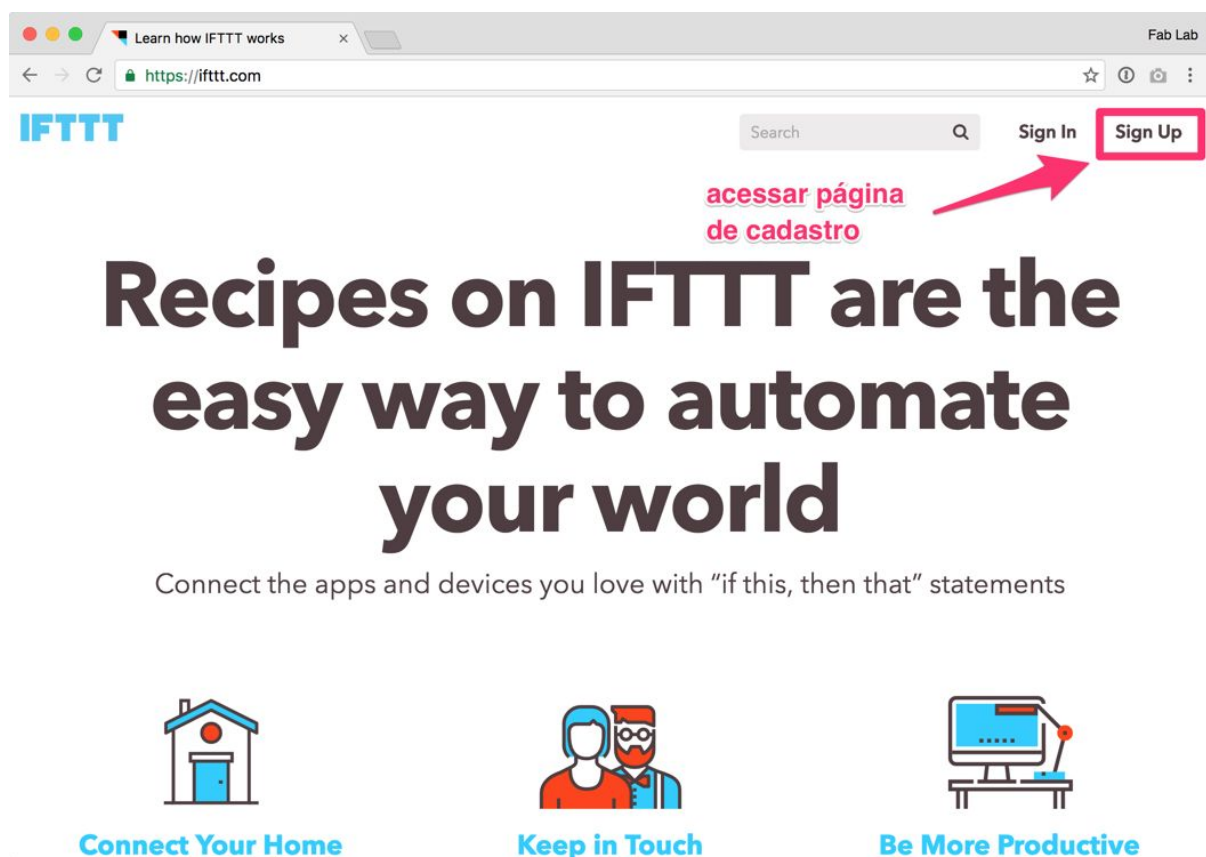 Learn how IFTTT works
Fab Lab
https://ifttt.com
IFTTT
Search
Sign In
Sign Up
acessar página
de cadastro
Recipes on IFTTT are the
easy way to automate
your world
Connect the apps and devices you love with “if this, then that” statements
Connect Your Home
Keep in Touch
Be More Productive